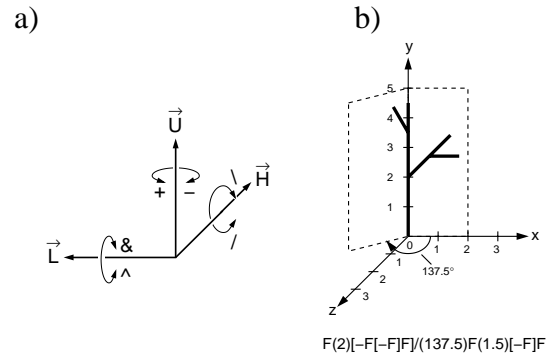 a)
b)
U
H
L
+
−
\
/
&
^
y
5
4
3
2
1
0
1
2
3
x
1
2
3
z
137.5°
F(2)[−F[−F]F]/(137.5)F(1.5)[−F]F